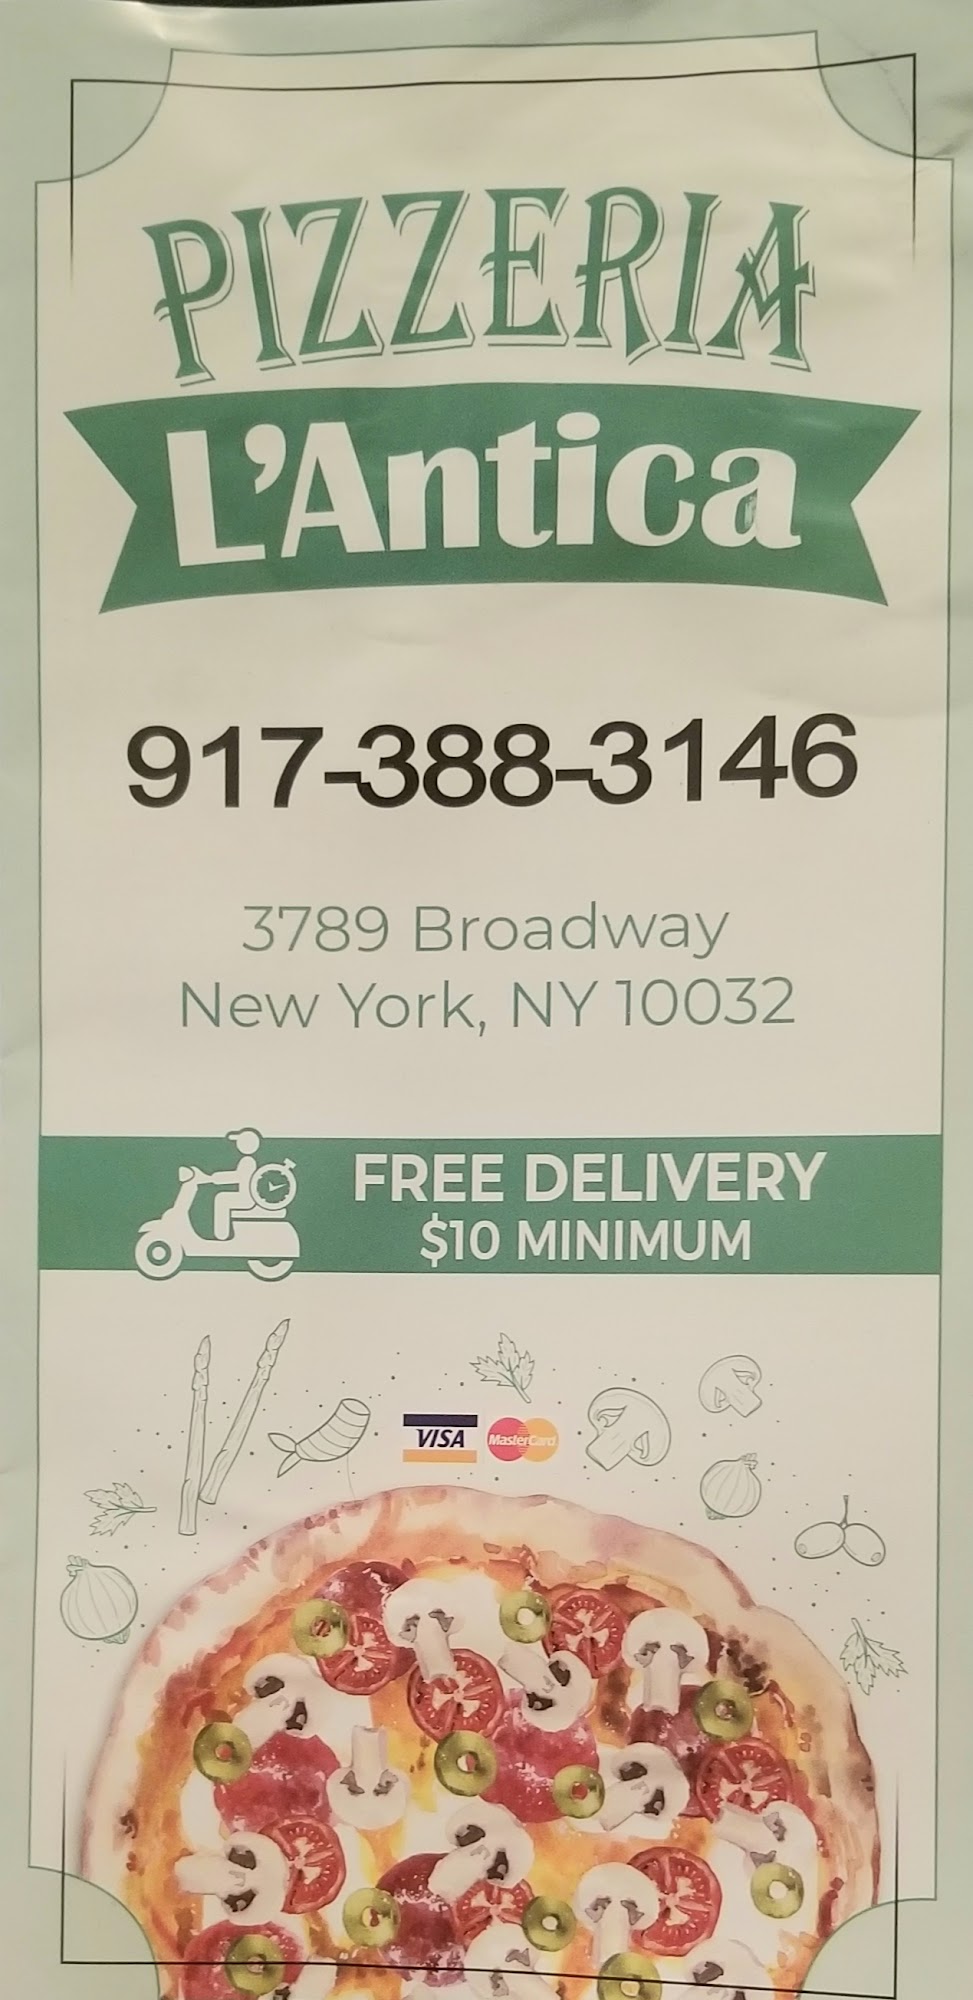 PIZZERIA
L'Antica
917-388-3146
3789 Broadway
New York, NY 10032
FREE DELIVERY
$10 MINIMUM
VISA MasterCard